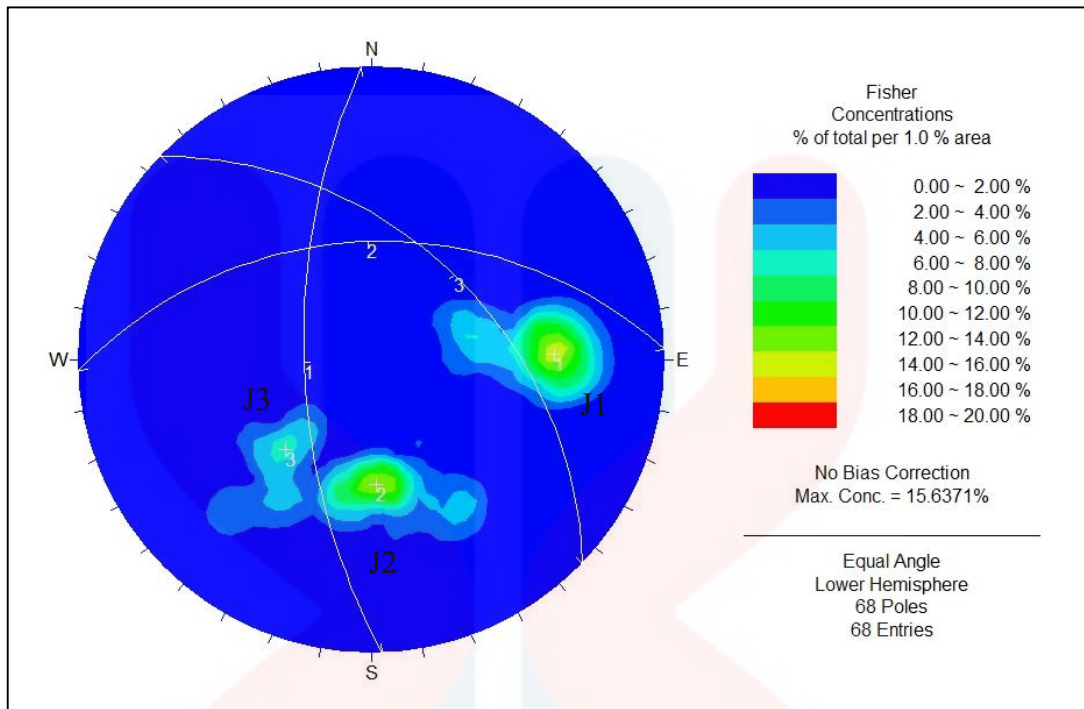 N
W
E
S
1
2
3
1
2
3
J3
J1
J2
Fisher
Concentrations
% of total per 1.0 % area
0.00 ~ 2.00 %
2.00 ~ 4.00 %
4.00 ~ 6.00 %
6.00 ~ 8.00 %
8.00 ~ 10.00 %
10.00 ~ 12.00 %
12.00 ~ 14.00 %
14.00 ~ 16.00 %
16.00 ~ 18.00 %
18.00 ~ 20.00 %
No Bias Correction
Max. Conc. = 15.6371%
Equal Angle
Lower Hemisphere
68 Poles
68 Entries